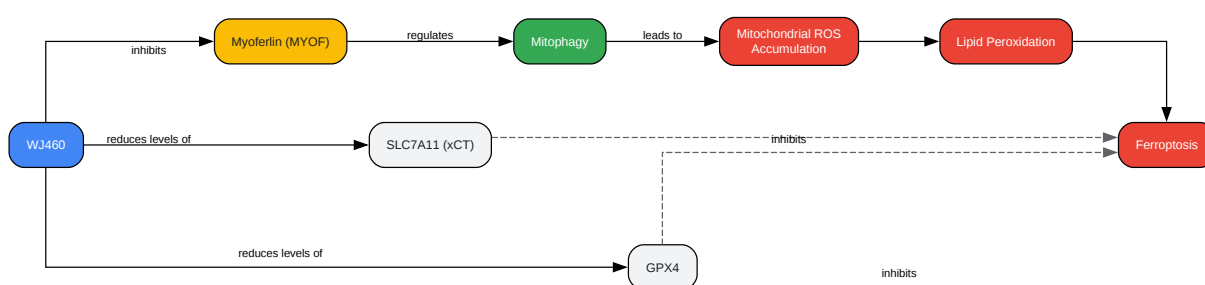 Myoferlin (MYOF)
inhibits
regulates
Mitophagy
leads to
Mitochondrial ROS
Accumulation
Lipid Peroxidation
WJ460
reduces levels of
SLC7A11 (xCT)
inhibits
Ferroptosis
reduces levels of
GPX4
inhibits